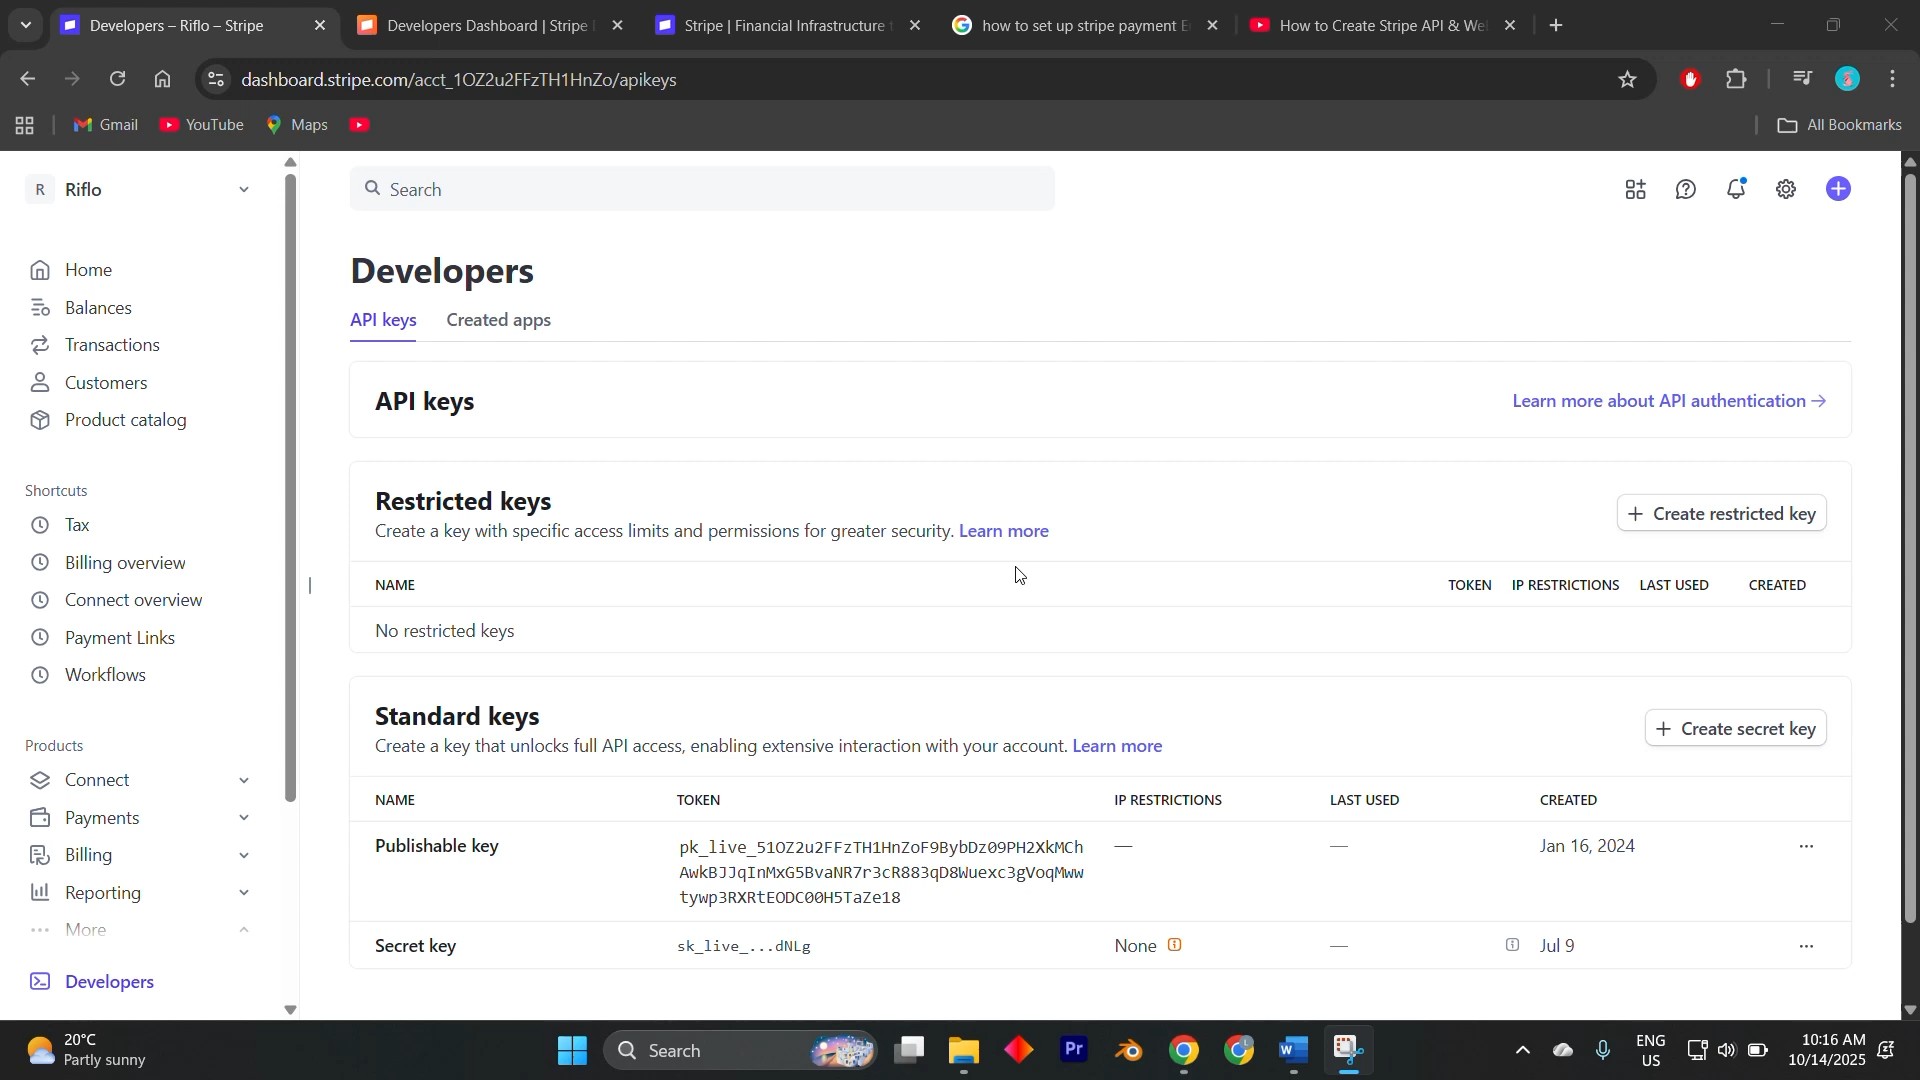 Developers – Riflo – Stripe
Developers Dashboard | Stripe
Stripe | Financial Infrastructure
how to set up stripe payment
How to Create Stripe API & We
dashboard.stripe.com/acct_1OZ2u2FFzTH1HnZo/apikeys
Gmail
YouTube
Maps
All Bookmarks
R Riflo
Search
Home
Balances
Transactions
Customers
Product catalog
Shortcuts
Tax
Billing overview
Connect overview
Payment Links
Workflows
Products
Connect
Payments
Billing
Reporting
More
Developers
Developers
API keys Created apps
API keys
Learn more about API authentication →
Restricted keys
Create a key with specific access limits and permissions for greater security. Learn more
+ Create restricted key
NAME TOKEN IP RESTRICTIONS LAST USED CREATED
No restricted keys
Standard keys
Create a key that unlocks full API access, enabling extensive interaction with your account. Learn more
+ Create secret key
NAME TOKEN IP RESTRICTIONS LAST USED CREATED
Publishable key pk_live_51OZ2u2FFzTH1HnZoF9BybDz09PH2XkMCh — — Jan 16, 2024
AwkBJJqInMxG5BvaNR7r3cR883qD8Wuexc3gVoqMww
tywp3RXRtEODC00H5TaZe18
Secret key sk_live_...dNLg None — Jul 9
20°C
Partly sunny
Search
Pr
L
W
ENG
US
10:16 AM
10/14/2025